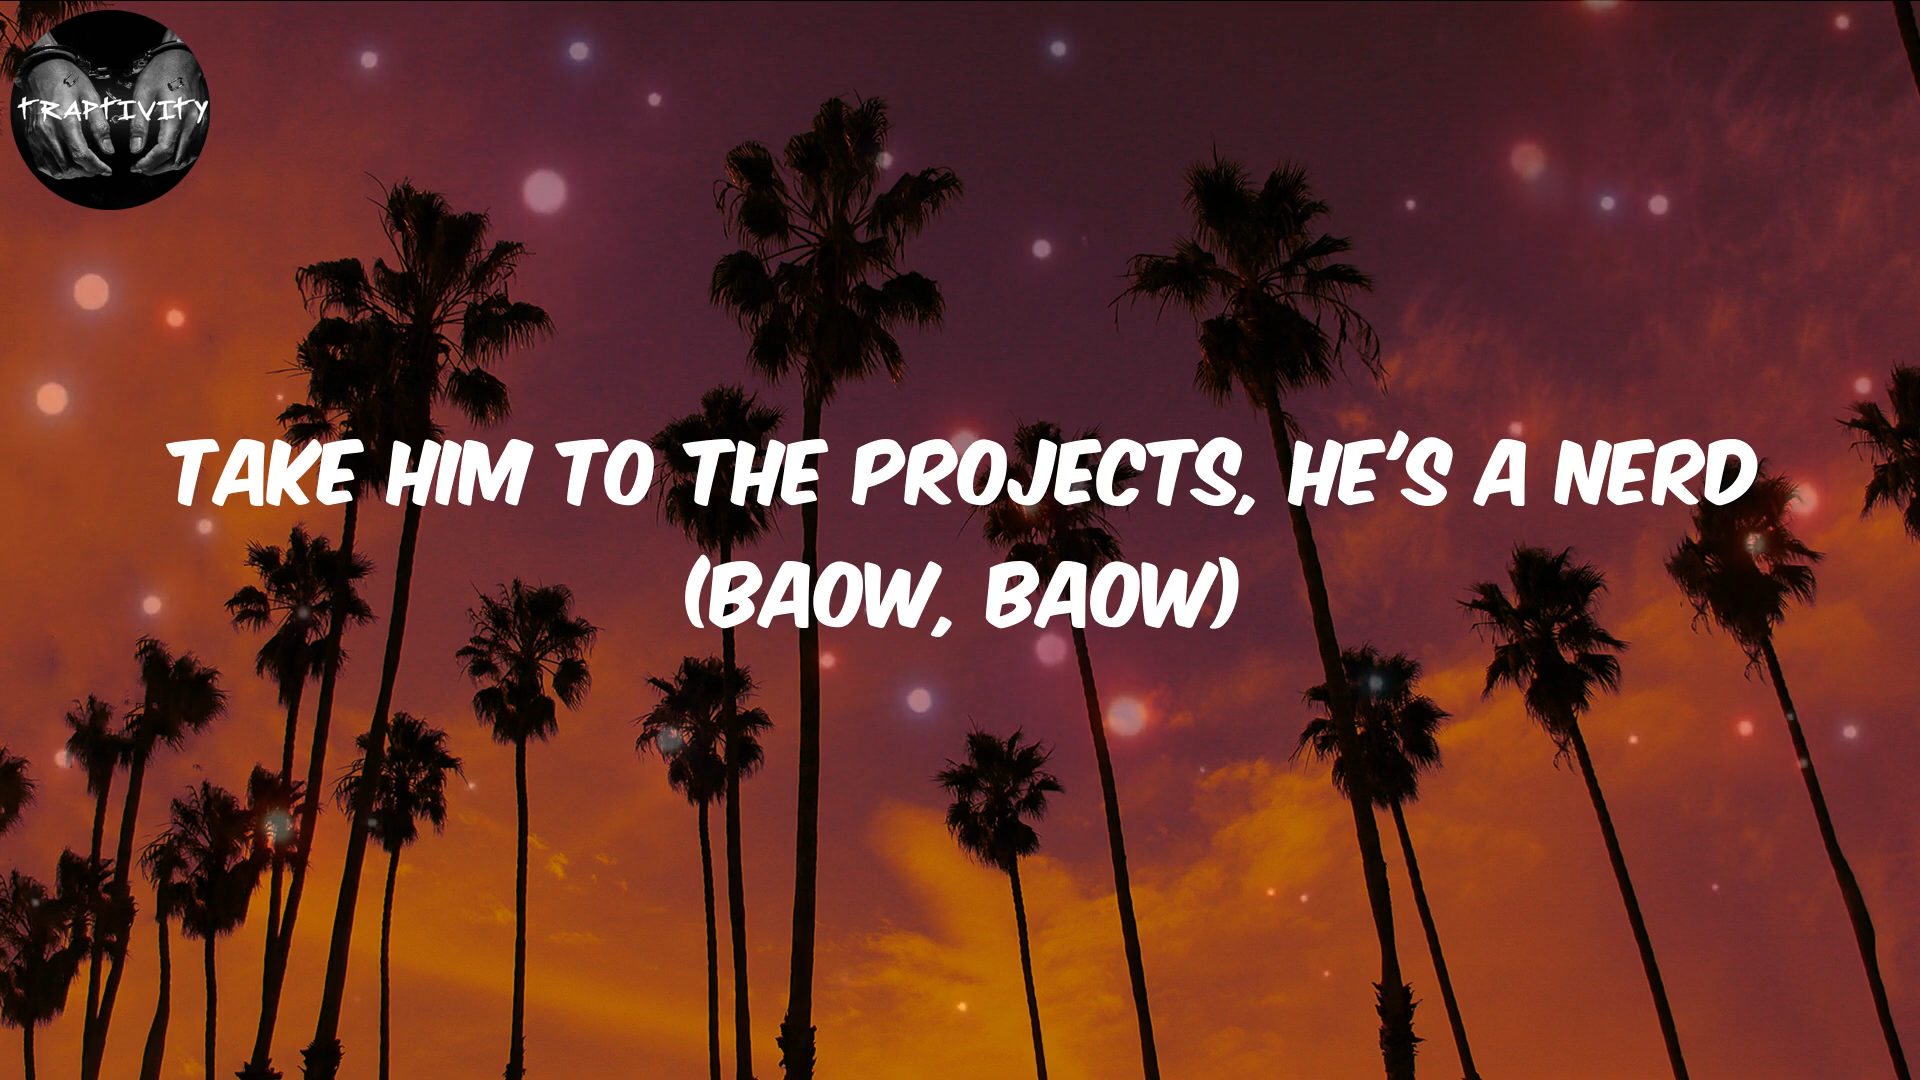 TRAPTIVITY
TAKE HIM TO THE PROJECTS, HE'S A NERD
(BAOW, BAOW)